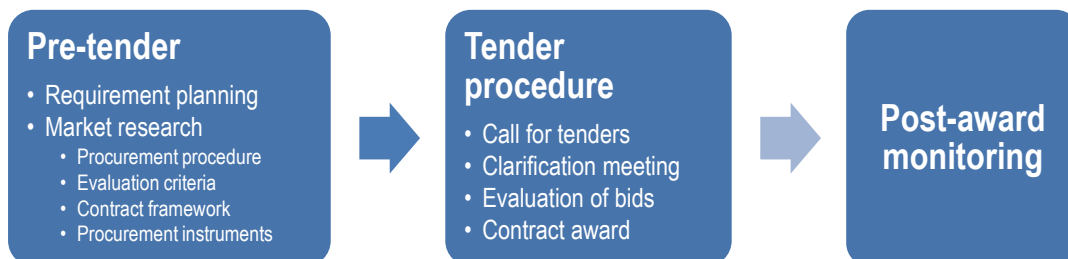 Pre-tender
• Requirement planning
• Market research
• Procurement procedure
• Evaluation criteria
• Contract framework
• Procurement instruments
Tender
procedure
• Call for tenders
• Clarification meeting
• Evaluation of bids
• Contract award
Post-award
monitoring